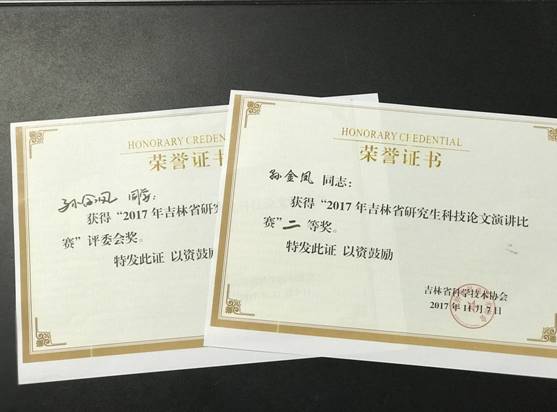 HONORARY CREDENTIAL
荣誉证书
孙金凤 同学：
获得“2017年吉林省研究
赛”评委会奖。
特发此证 以资鼓励
HONORARY CREDENTIAL
荣誉证书
孙金凤 同志：
获得“2017年吉林省研究生科技论文演讲比
赛”二 等奖。
特发此证 以资鼓励
吉林省科学技术协会
2017年11月7日